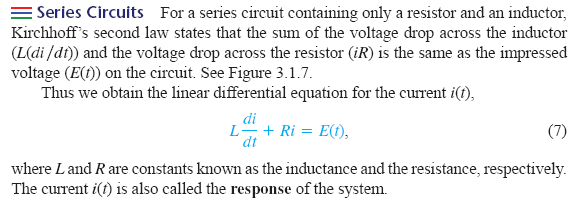 Series Circuits For a series circuit containing only a resistor and an inductor,
Kirchhoff's second law states that the sum of the voltage drop across the inductor
(L(di/dt)) and the voltage drop across the resistor (iR) is the same as the impressed
voltage (E(t)) on the circuit. See Figure 3.1.7.
Thus we obtain the linear differential equation for the current i(t),
L di/dt + Ri = E(t), (7)
where L and R are constants known as the inductance and the resistance, respectively.
The current i(t) is also called the response of the system.